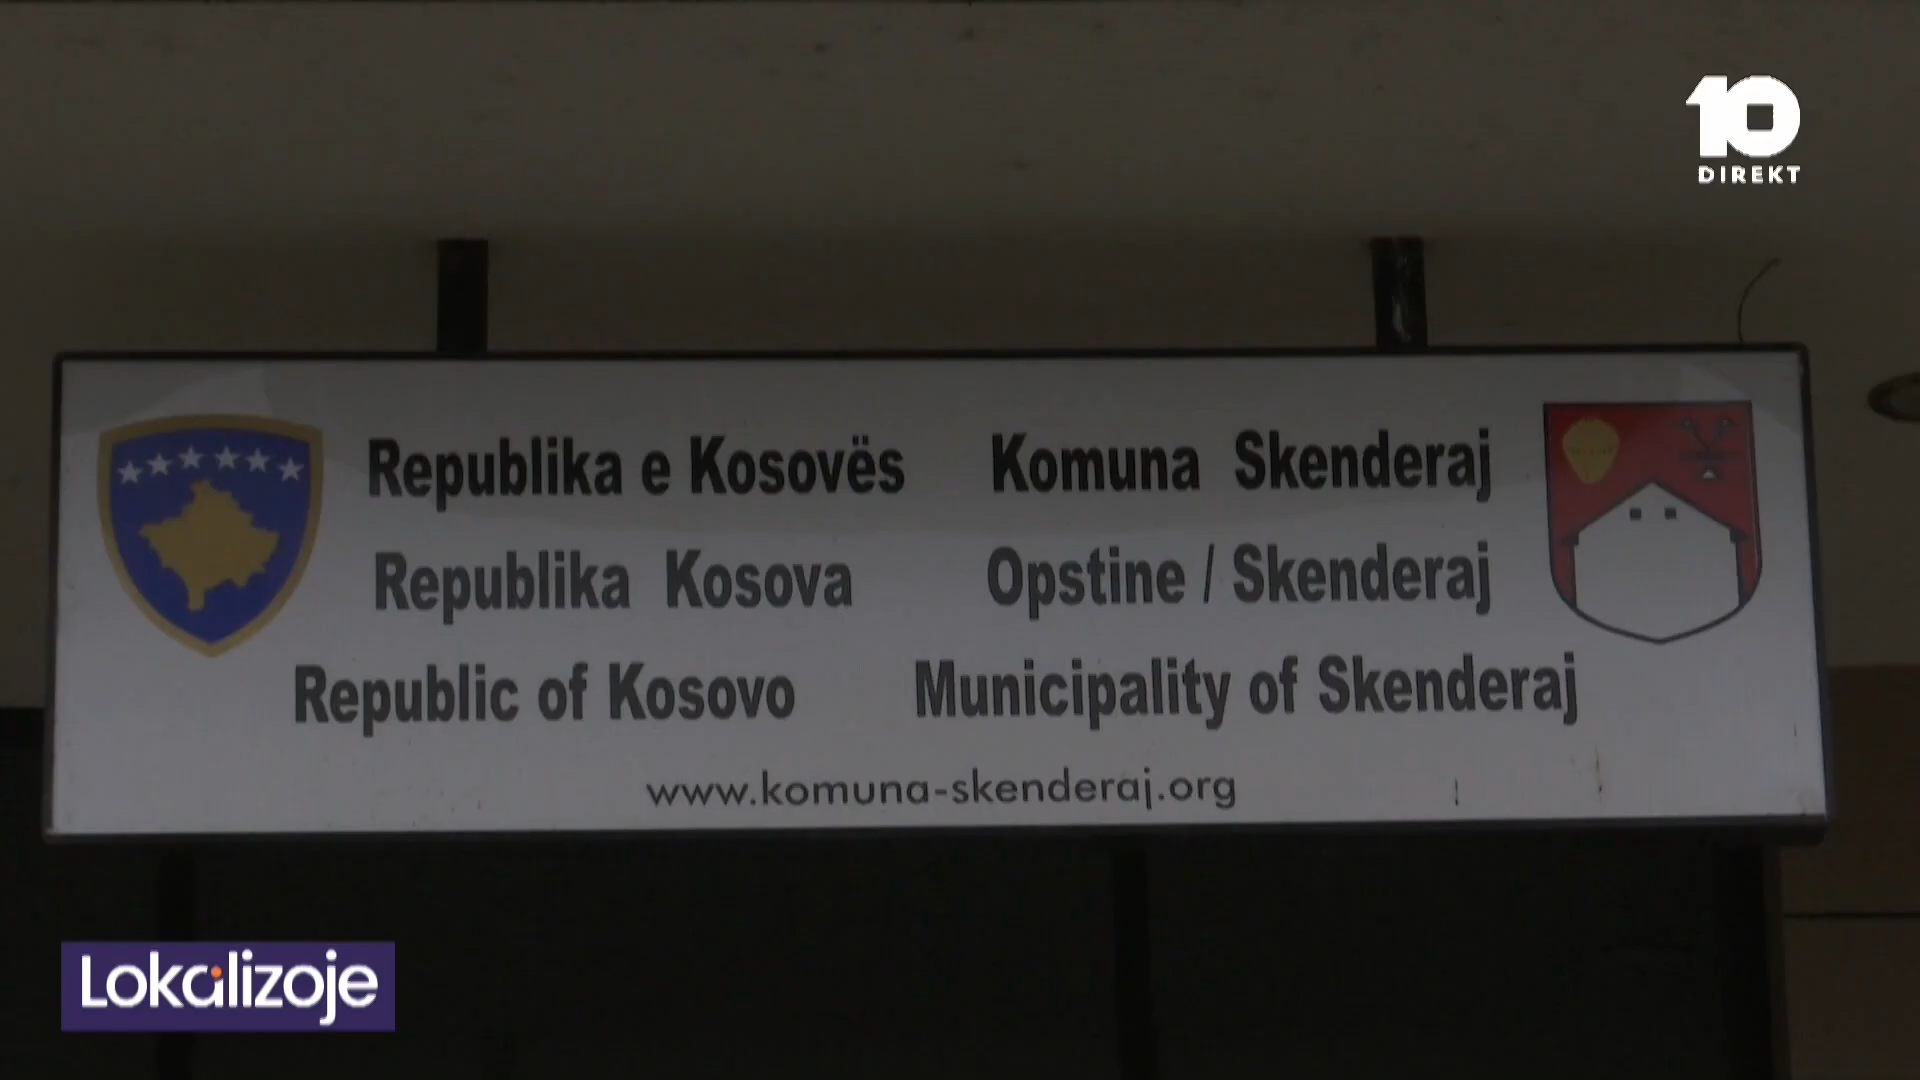 10
DIREKT
Republika e Kosovës Komuna Skenderaj
Republika Kosova Opstine / Skenderaj
Republic of Kosovo Municipality of Skenderaj
www.komuna-skenderaj.org
Lokalizoje